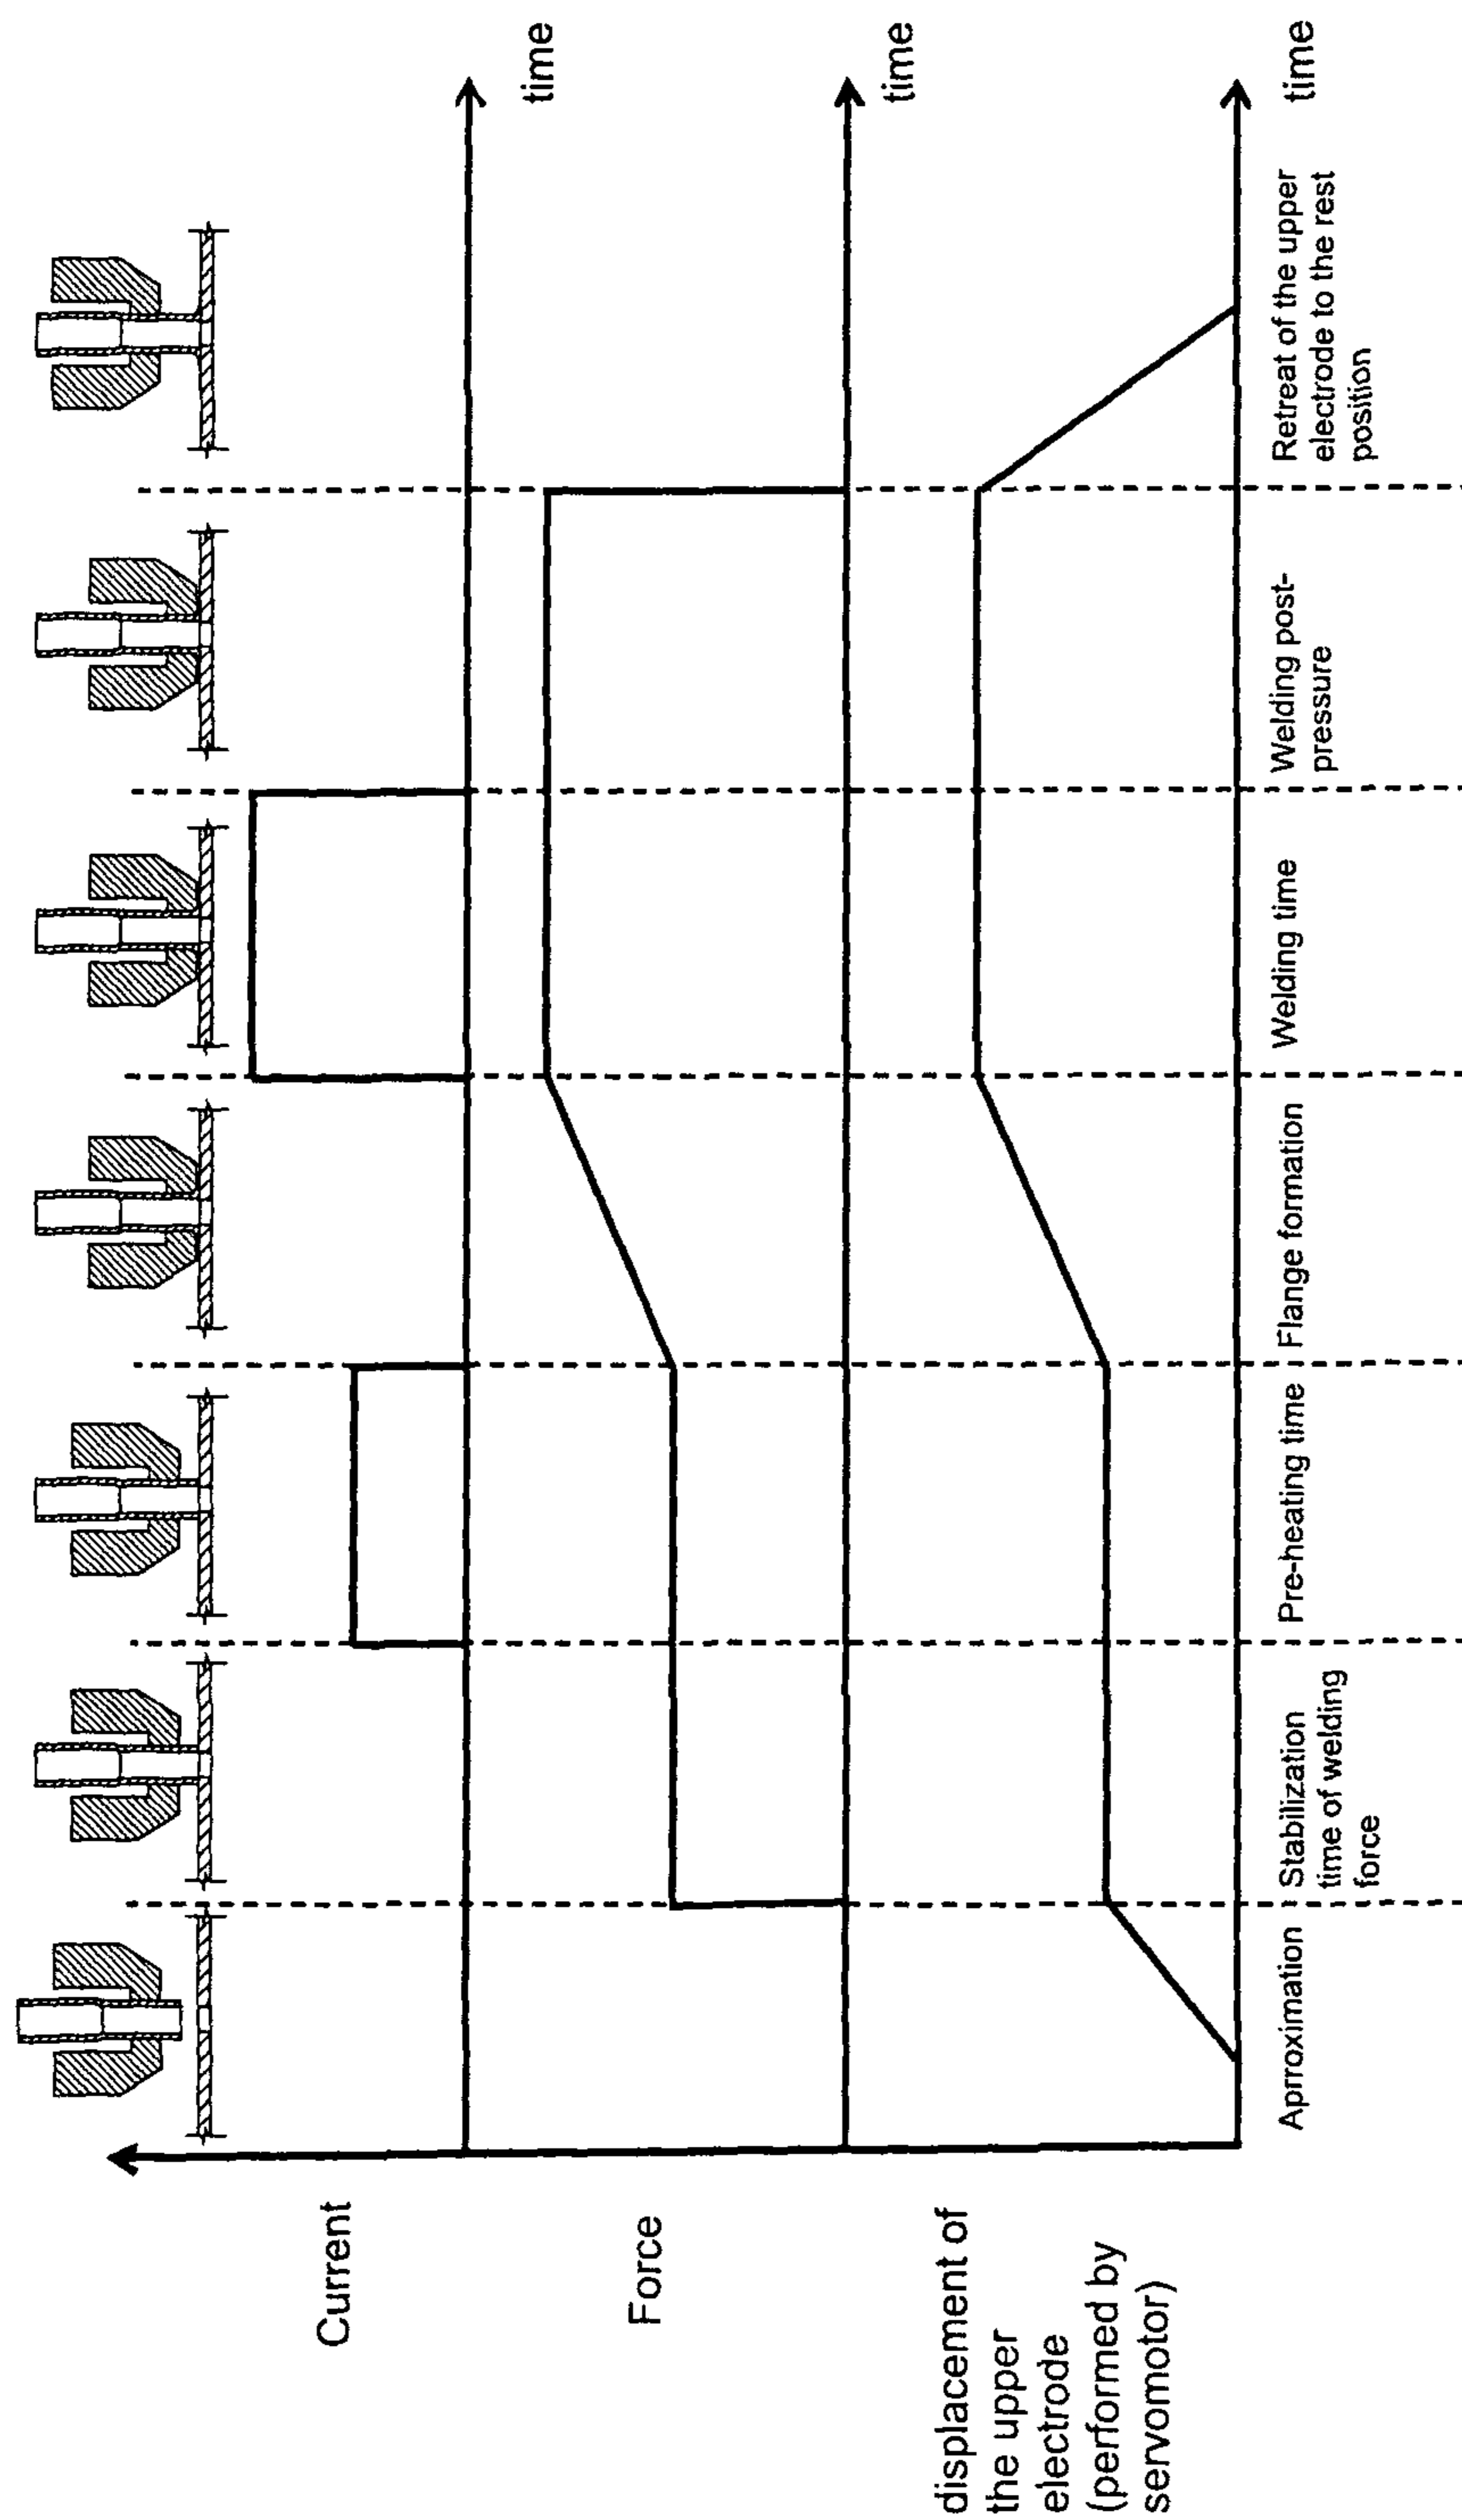 Current
time
Force
time
displacement of
the upper
electrode
(performed by
servomotor)
time
Aprroximation
Stabilization
time of welding
force
Pre-heating time
Flange formation
Welding time
Welding post-
pressure
Retreat of the upper
electrode to the rest
position